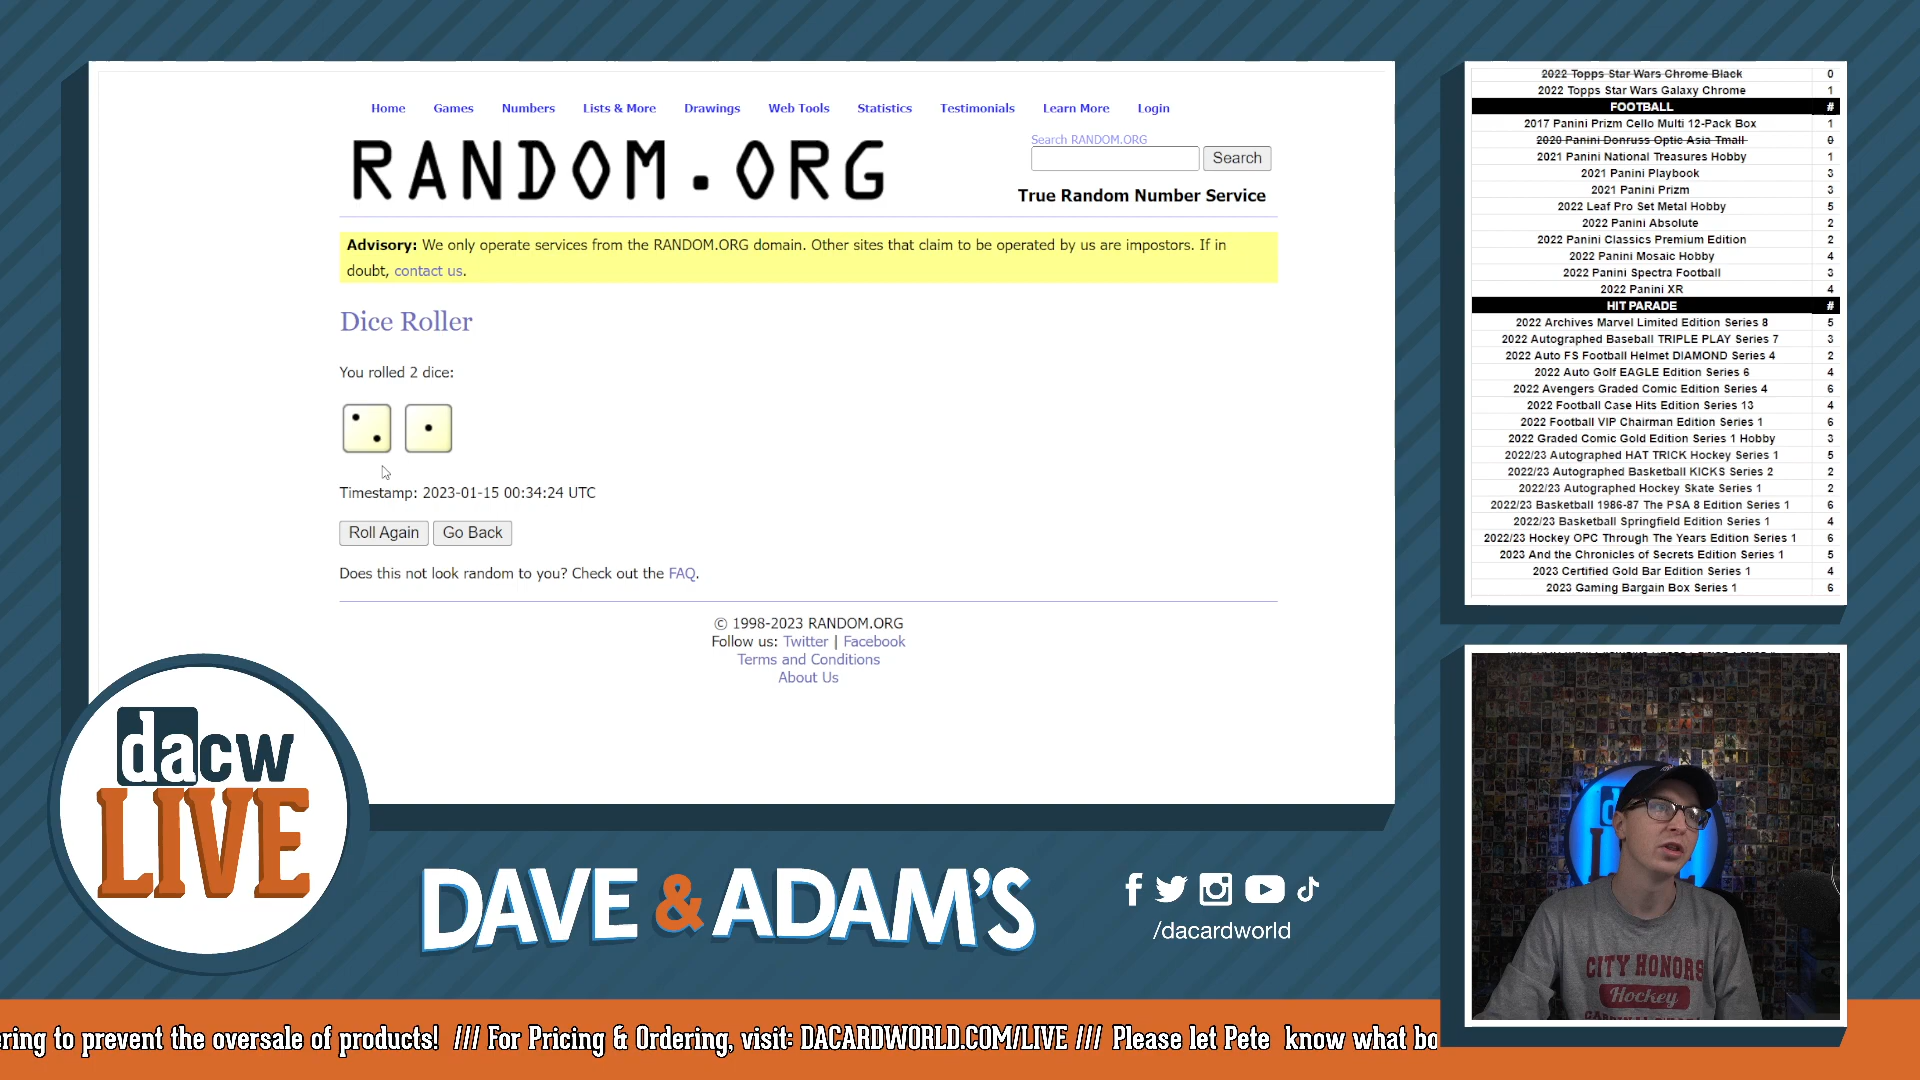 Home Games Numbers Lists & More Drawings Web Tools Statistics Testimonials Learn More Login
RANDOM.ORG
Search RANDOM.ORG
Search
True Random Number Service
Advisory: We only operate services from the RANDOM.ORG domain. Other sites that claim to be operated by us are impostors. If in
doubt, contact us.
Dice Roller
You rolled 2 dice:
Timestamp: 2023-01-15 00:34:24 UTC
Roll Again Go Back
Does this not look random to you? Check out the FAQ.
© 1998-2023 RANDOM.ORG
Follow us: Twitter | Facebook
Terms and Conditions
About Us
2022 Topps Star Wars Chrome Black 0
2022 Topps Star Wars Galaxy Chrome 1
FOOTBALL #
2017 Panini Prizm Cello Multi 12-Pack Box 1
2020 Panini Donruss Optic Asia Tmall 0
2021 Panini National Treasures Hobby 1
2021 Panini Playbook 3
2021 Panini Prizm 3
2022 Leaf Pro Set Metal Hobby 5
2022 Panini Absolute 2
2022 Panini Classics Premium Edition 2
2022 Panini Mosaic Hobby 4
2022 Panini Spectra Football 3
2022 Panini XR 4
HIT PARADE #
2022 Archives Marvel Limited Edition Series 8 5
2022 Autographed Baseball TRIPLE PLAY Series 7 3
2022 Auto FS Football Helmet DIAMOND Series 4 2
2022 Auto Golf EAGLE Edition Series 6 4
2022 Avengers Graded Comic Edition Series 4 6
2022 Football Case Hits Edition Series 13 4
2022 Football VIP Chairman Edition Series 1 6
2022 Graded Comic Gold Edition Series 1 Hobby 3
2022/23 Autographed HAT TRICK Hockey Series 1 5
2022/23 Autographed Basketball KICKS Series 2 2
2022/23 Autographed Hockey Skate Series 1 2
2022/23 Basketball 1986-87 The PSA 8 Edition Series 1 6
2022/23 Basketball Springfield Edition Series 1 4
2022/23 Hockey OPC Through The Years Edition Series 1 6
2023 And the Chronicles of Secrets Edition Series 1 5
2023 Certified Gold Bar Edition Series 1 4
2023 Gaming Bargain Box Series 1 6
dacw
LIVE
DAVE & ADAM'S
/dacardworld
CITY HONORS
Hockey
ring to prevent the oversale of products! /// For Pricing & Ordering, visit: DACARDWORLD.COM/LIVE /// Please let Pete know what bo